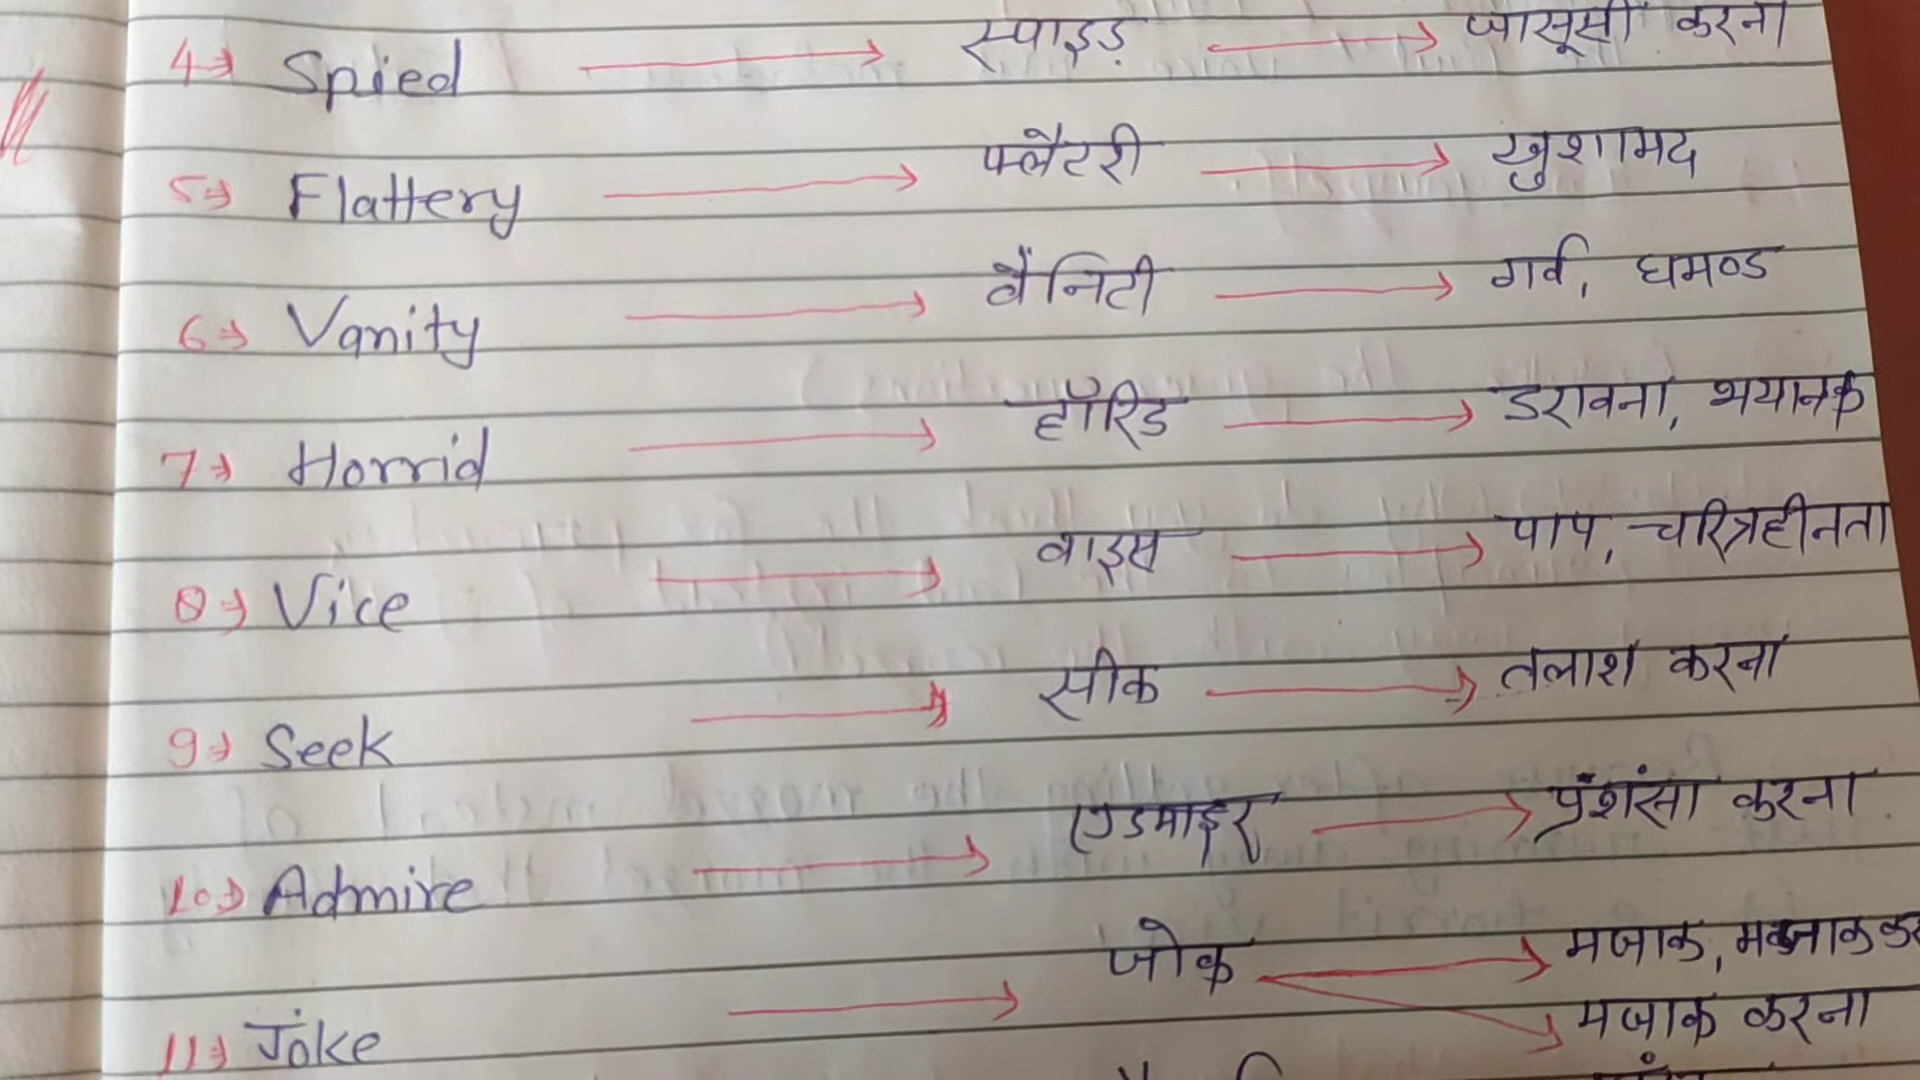 4→ Spied → स्पाइड → जासूसी करना
5→ Flattery → फ्लैटरी → खुशामद
6→ Vanity → वैनिटी → गर्व, घमण्ड
7→ Horrid → हॉरिड → डरावना, भयानक
8→ Vice → वाइस → पाप, चरित्रहीनता
9→ Seek → सीक → तलाश करना
10→ Admire → एडमाइर → प्रँशंसा करना
11→ Joke → जोक → मजाक,
→ मजाक करना